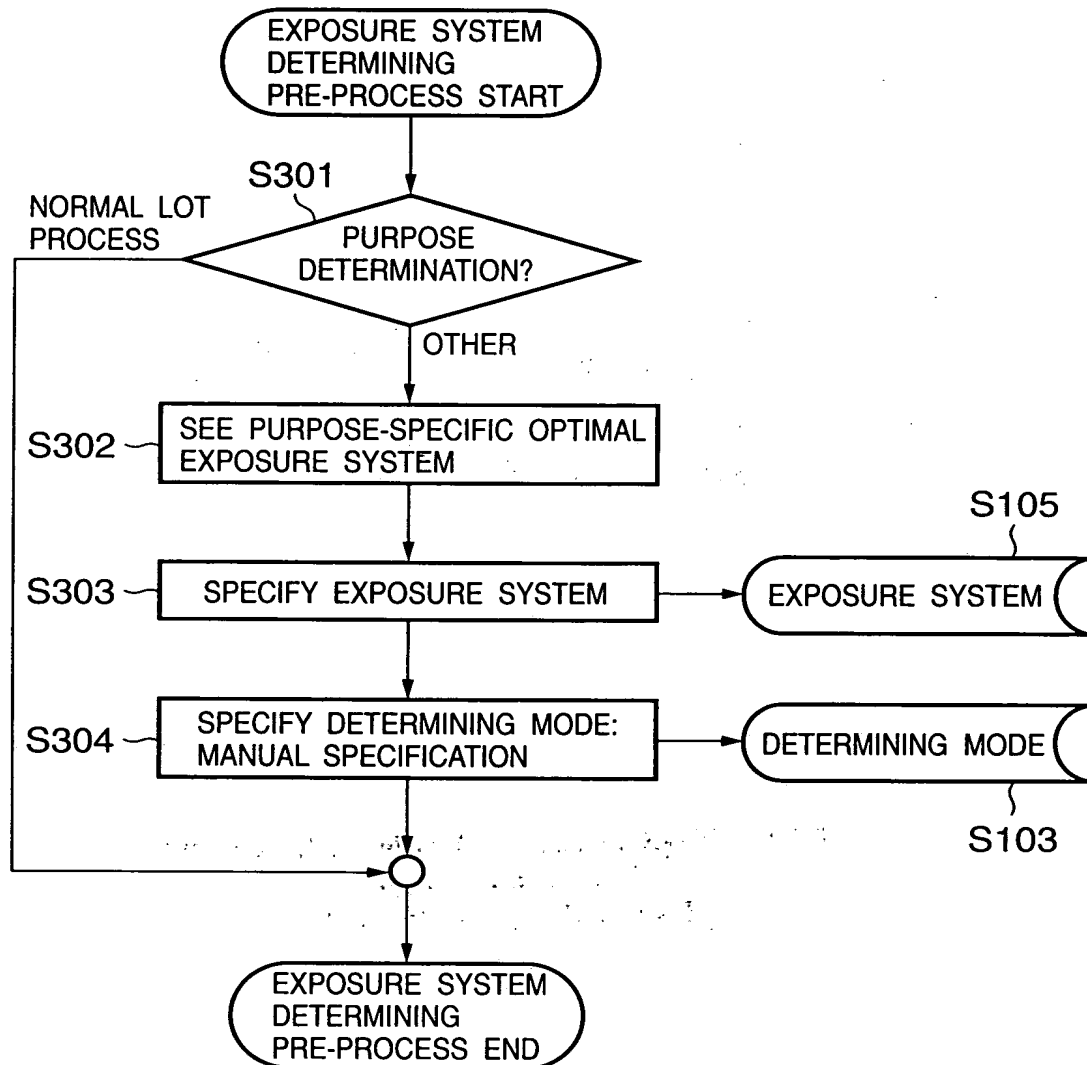 EXPOSURE SYSTEM
DETERMINING
PRE-PROCESS START
S301
NORMAL LOT
PROCESS
PURPOSE
DETERMINATION?
OTHER
S302
SEE PURPOSE-SPECIFIC OPTIMAL
EXPOSURE SYSTEM
S105
S303
SPECIFY EXPOSURE SYSTEM
EXPOSURE SYSTEM
S304
SPECIFY DETERMINING MODE:
MANUAL SPECIFICATION
DETERMINING MODE
S103
EXPOSURE SYSTEM
DETERMINING
PRE-PROCESS END